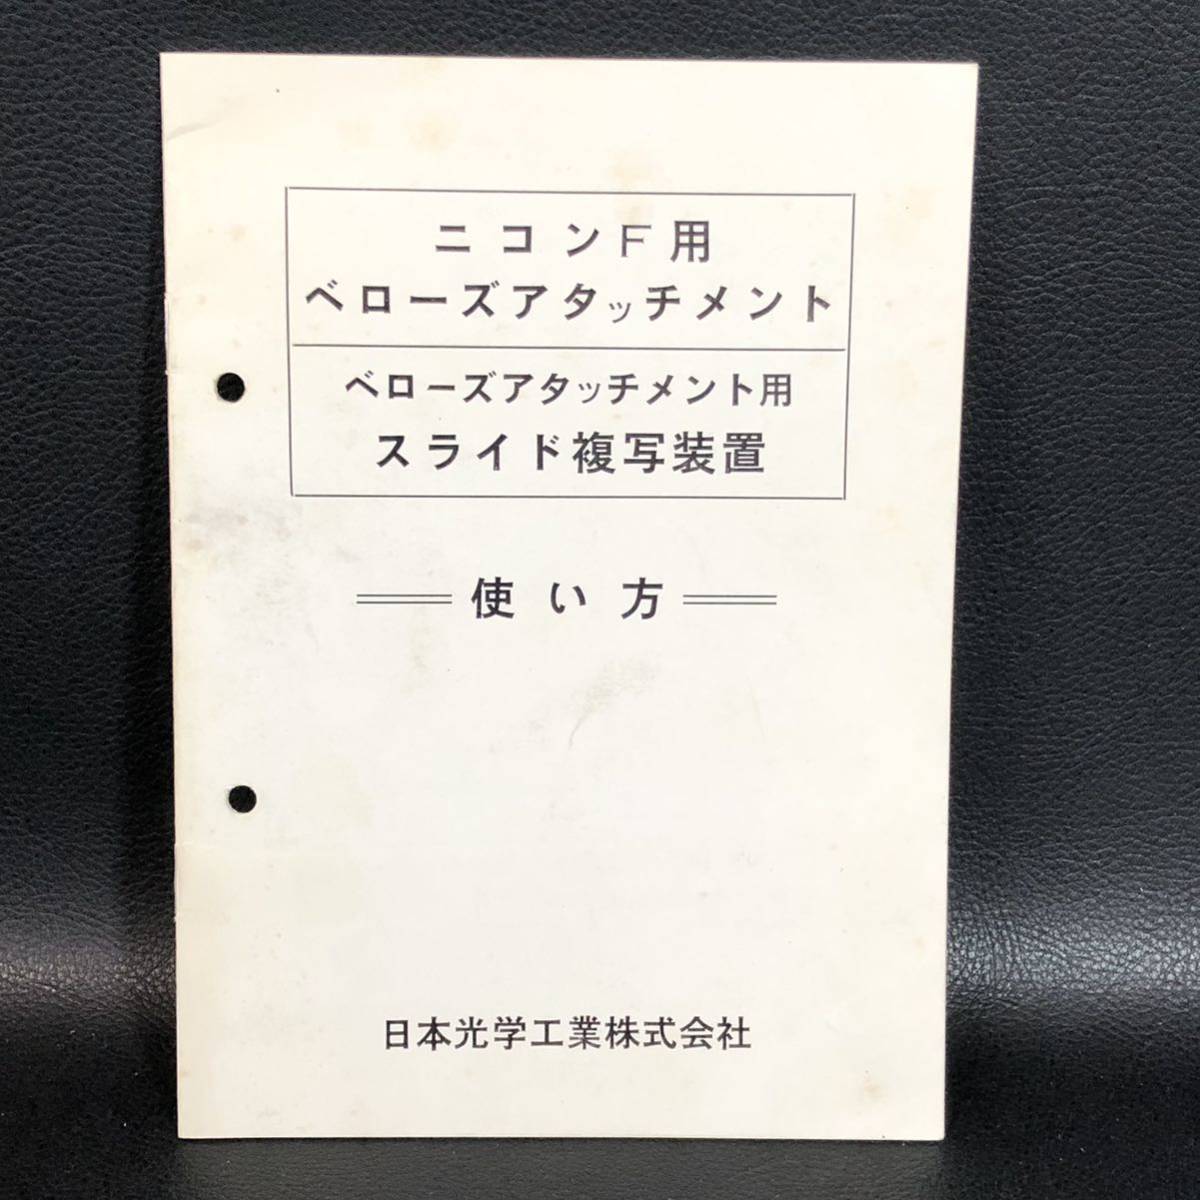 ニコンF用
ベローズアタッチメント
ベローズアタッチメント用
スライド複写装置
使い方
日本光学工業株式会社